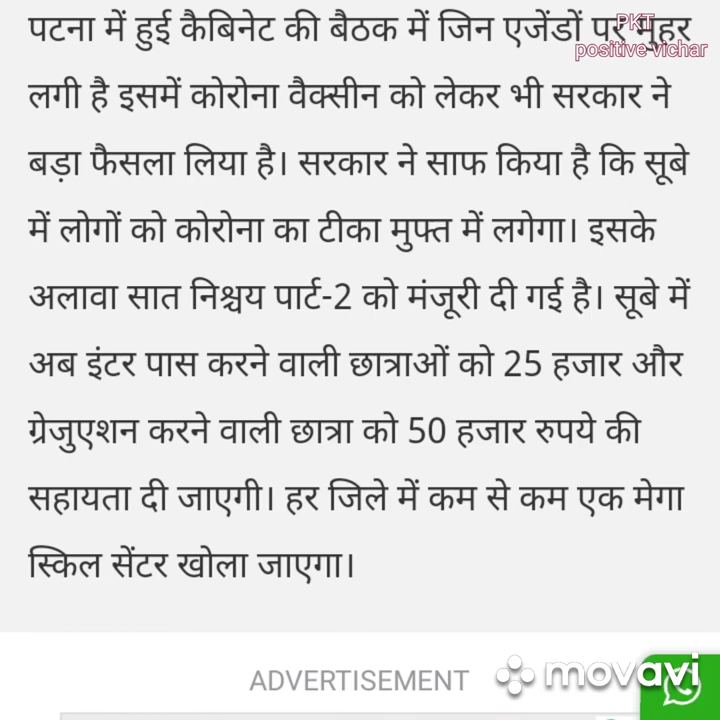 पटना में हुई कैबिनेट की बैठक में जिन एजेंडों पर मुहर
PKT
positive vichar
लगी है इसमें कोरोना वैक्सीन को लेकर भी सरकार ने
बड़ा फैसला लिया है। सरकार ने साफ किया है कि सूबे
में लोगों को कोरोना का टीका मुफ्त में लगेगा। इसके
अलावा सात निश्चय पार्ट-2 को मंजूरी दी गई है। सूबे में
अब इंटर पास करने वाली छात्राओं को 25 हजार और
ग्रेजुएशन करने वाली छात्रा को 50 हजार रुपये की
सहायता दी जाएगी। हर जिले में कम से कम एक मेगा
स्किल सेंटर खोला जाएगा।
ADVERTISEMENT
movavi